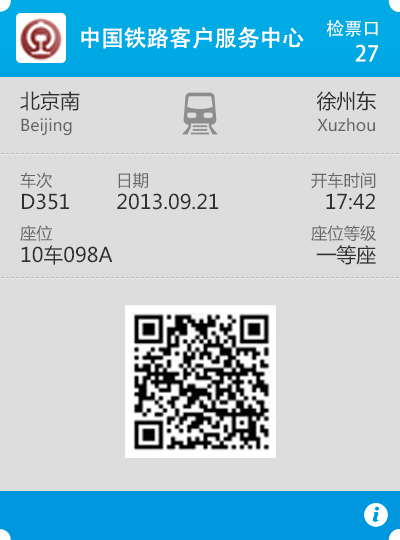 中国铁路客户服务中心
检票口
27
北京南
徐州东
Beijing
Xuzhou
车次 日期 开车时间
D351 2013.09.21 17:42
座位 座位等级
10车098A 一等座